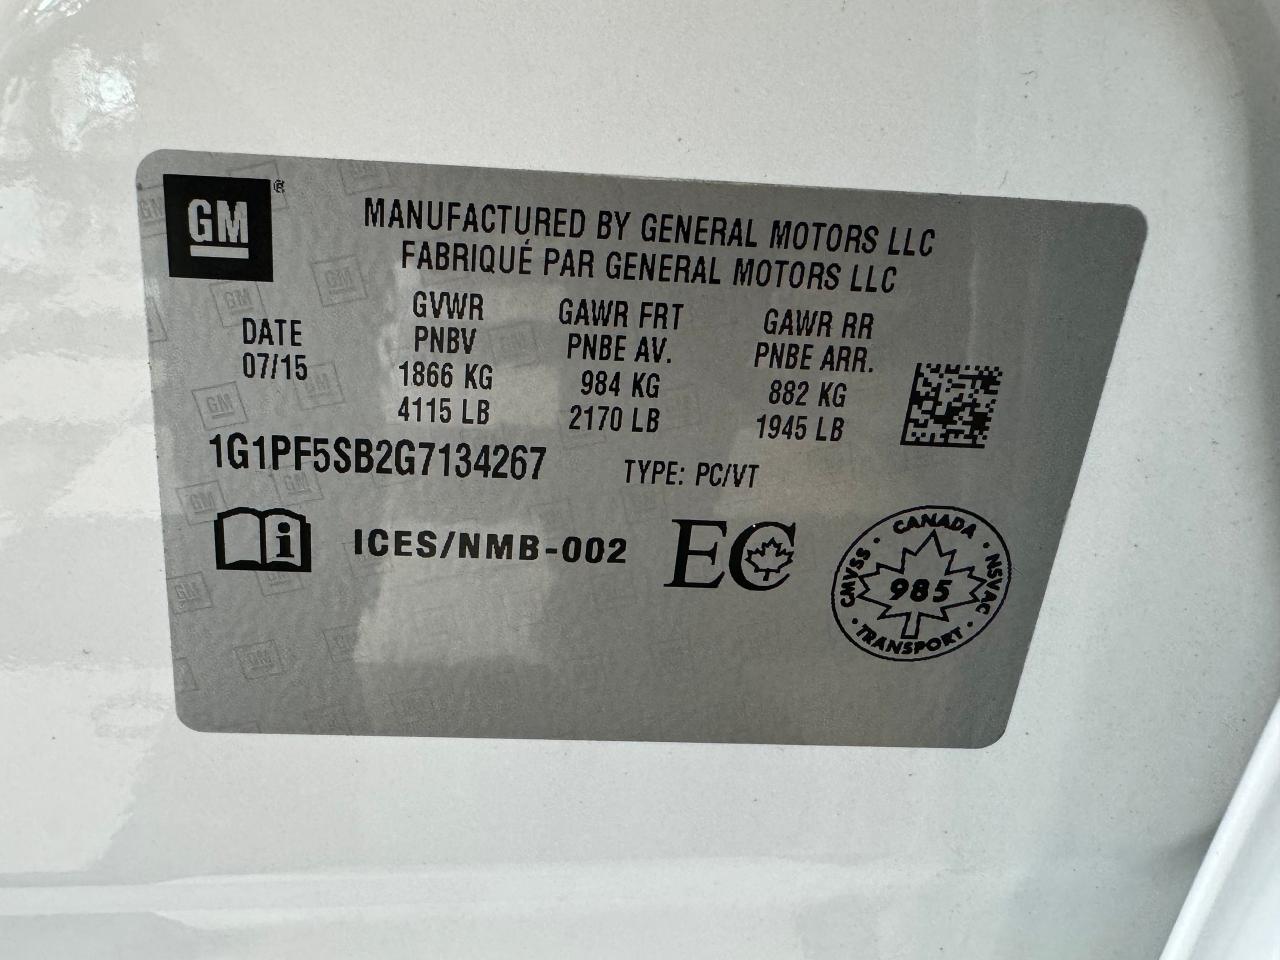 GM ®
MANUFACTURED BY GENERAL MOTORS LLC
FABRIQUÉ PAR GENERAL MOTORS LLC
DATE
07/15
GVWR
PNBV
1866 KG
4115 LB
GAWR FRT
PNBE AV.
984 KG
2170 LB
GAWR RR
PNBE ARR.
882 KG
1945 LB
1G1PF5SB2G7134267 TYPE: PC/VT
i ICES/NMB-002 EC
CANADA · NSVAC · TRANSPORT · CMVSS ·
985